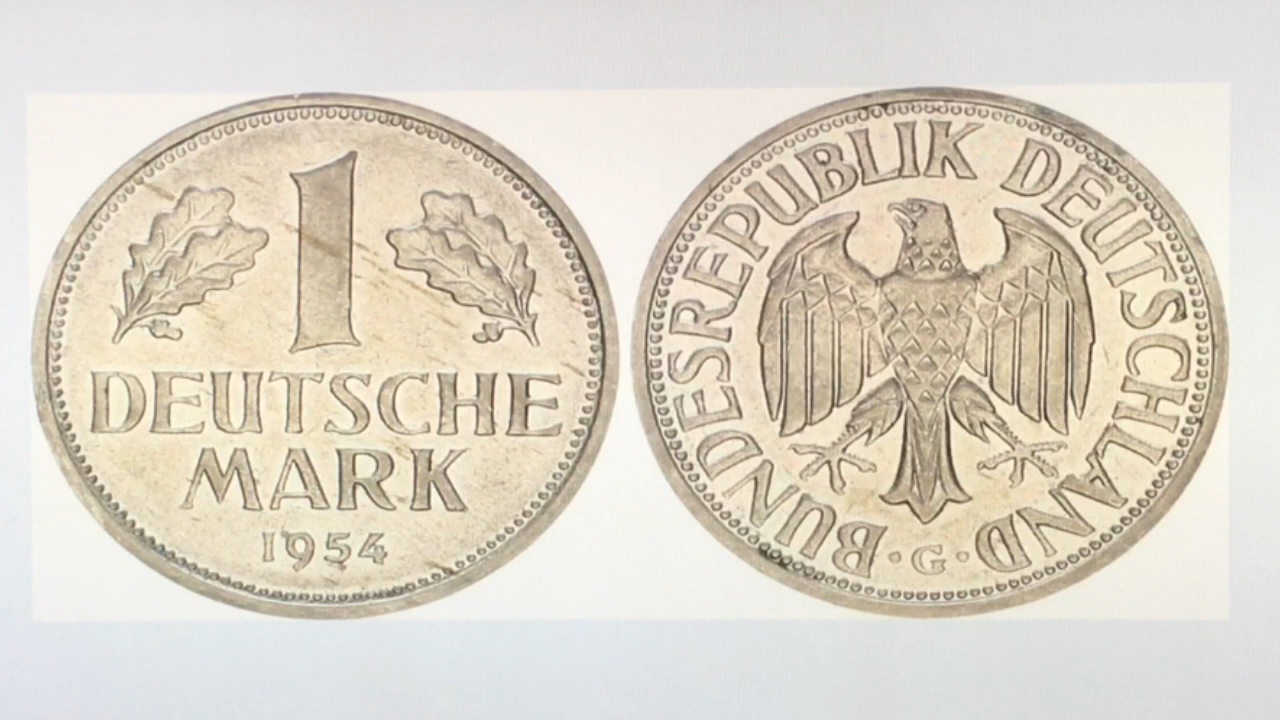 1
DEUTSCHE
MARK
1954
BUNDESREPUBLIK DEUTSCHLAND
· G ·